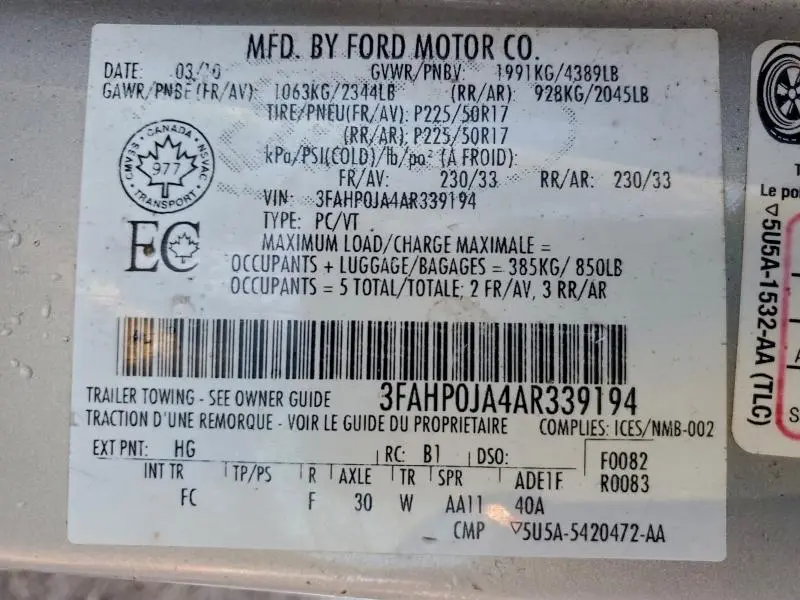 MFD. BY FORD MOTOR CO.
DATE: 03/10 GVWR/PNBV: 1991KG/4389LB
GAWR/PNBE(FR/AV): 1063KG/2344LB (RR/AR): 928KG/2045LB
TIRE/PNEU(FR/AV): P225/50R17
(RR/AR): P225/50R17
kPa/PSI(COLD)/lb/po² (A FROID):
FR/AV: 230/33 RR/AR: 230/33
VIN: 3FAHP0JA4AR339194
TYPE: PC/VT
CANADA
CMVSS
NSVAC
977
TRANSPORT
EC
MAXIMUM LOAD/CHARGE MAXIMALE =
OCCUPANTS + LUGGAGE/BAGAGES = 385KG/ 850LB
OCCUPANTS = 5 TOTAL/TOTALE; 2 FR/AV, 3 RR/AR
TRAILER TOWING - SEE OWNER GUIDE 3FAHP0JA4AR339194
TRACTION D'UNE REMORQUE - VOIR LE GUIDE DU PROPRIETAIRE COMPLIES: ICES/NMB-002
EXT PNT: HG RC: B1 DSO: F0082
INT TR TP/PS R AXLE TR SPR ADE1F R0083
FC F 30 W AA11 40A
CMP 5U5A-5420472-AA
Le
5U5A-1532-AA (TLC)